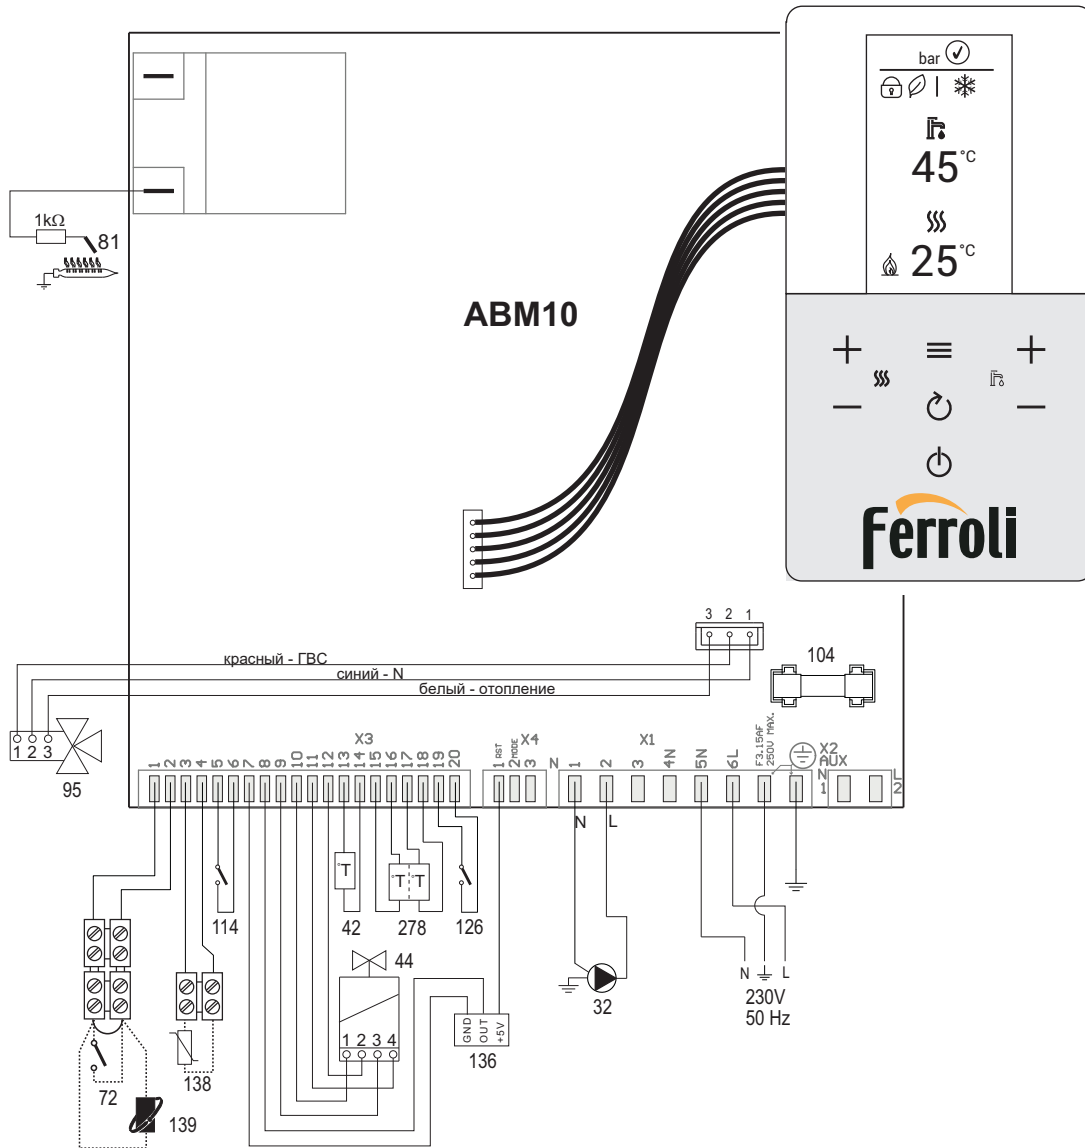 bar
45°C
25°C
1kΩ
81
ABM10
Ferroli
3 2 1
104
красный - ГВС
синий - N
белый - отопление
1 2 3
95
X3
1 2 3 4 5 6 7 8 9 10 11 12 13 14 15 16 17 18 19 20
X4
1 RST
2 MODE
3
X1
N 1 2 3 4N 5N 6L
F3.15AF
250V MAX.
X2
AUX
N L
1 2
N L
°T
°T °T
114
42
278
126
44
1 2 3 4
GND
OUT
+5V
136
32
N L
230V
50 Hz
72
138
139